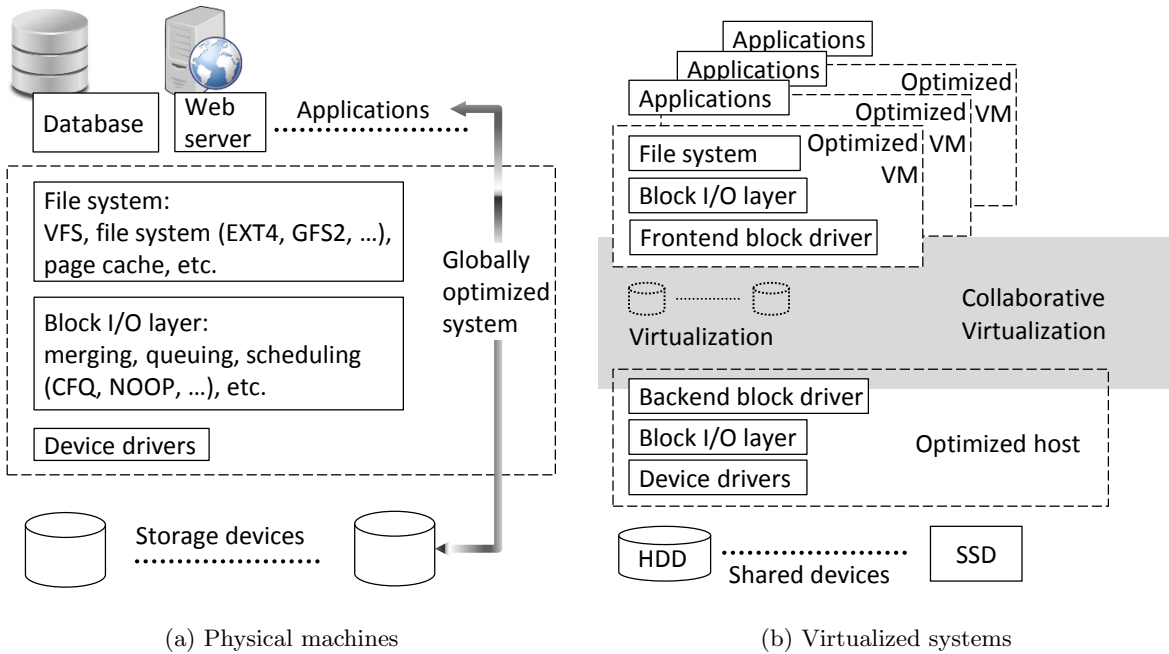 Database
Web
server
Applications
File system:
VFS, file system (EXT4, GFS2, ...),
page cache, etc.
Block I/O layer:
merging, queuing, scheduling
(CFQ, NOOP, ...), etc.
Device drivers
Globally
optimized
system
Storage devices
(a) Physical machines
Applications
Applications
Applications
Optimized
VM
Optimized
VM
Optimized
VM
File system
Block I/O layer
Frontend block driver
Virtualization
Collaborative
Virtualization
Backend block driver
Block I/O layer
Device drivers
Optimized host
HDD
Shared devices
SSD
(b) Virtualized systems